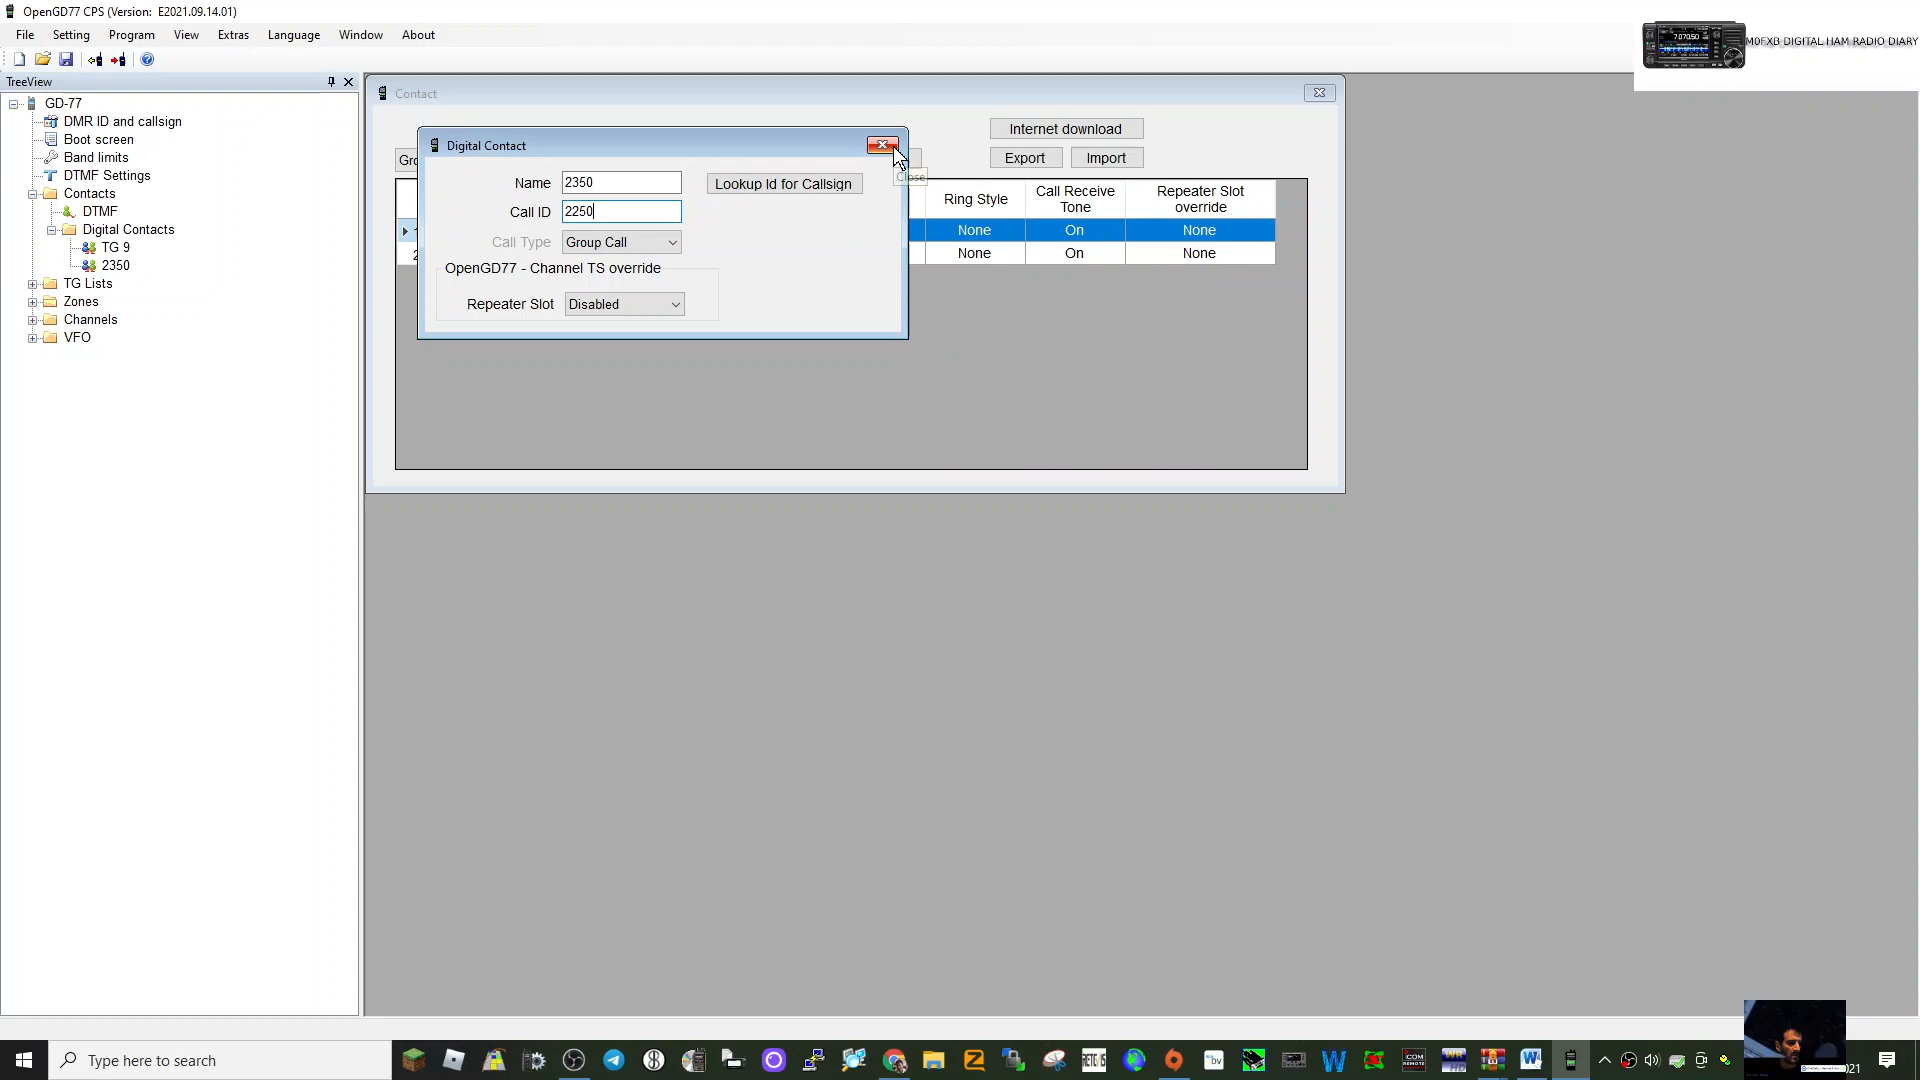 OpenGD77 CPS (Version: E2021.09.14.01)
File Setting Program View Extras Language Window About
M0FXB DIGITAL HAM RADIO DIARY
TreeView
GD-77
DMR ID and callsign
Boot screen
Band limits
DTMF Settings
Contacts
DTMF
Digital Contacts
TG 9
2350
TG Lists
Zones
Channels
VFO
Contact
Internet download
Export Import
Ring Style
Call Receive Tone
Repeater Slot override
None On None
None On None
Digital Contact
Close
Name 2350 Lookup Id for Callsign
Call ID 2250
Call Type Group Call
OpenGD77 - Channel TS override
Repeater Slot Disabled
Type here to search